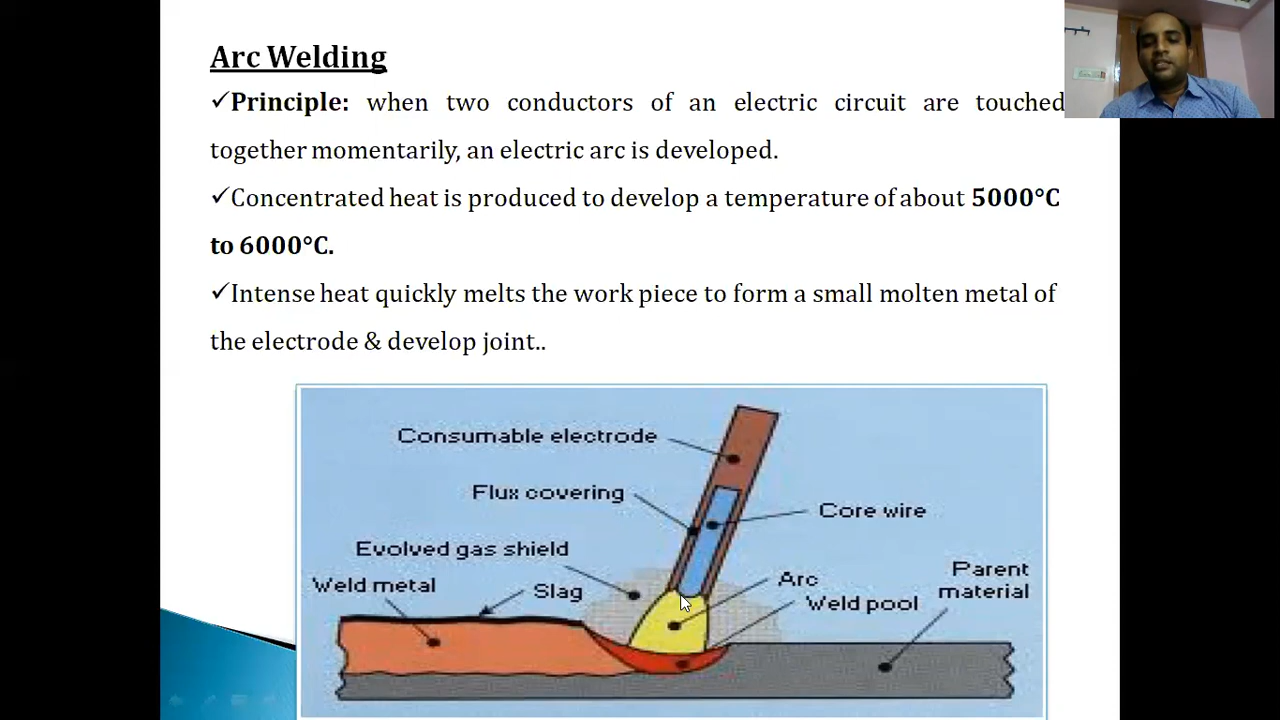 Arc Welding
✓Principle: when two conductors of an electric circuit are touched
together momentarily, an electric arc is developed.
✓Concentrated heat is produced to develop a temperature of about 5000°C
to 6000°C.
✓Intense heat quickly melts the work piece to form a small molten metal of
the electrode & develop joint..
Consumable electrode
Flux covering
Core wire
Evolved gas shield
Weld metal
Slag
Arc
Weld pool
Parent
material